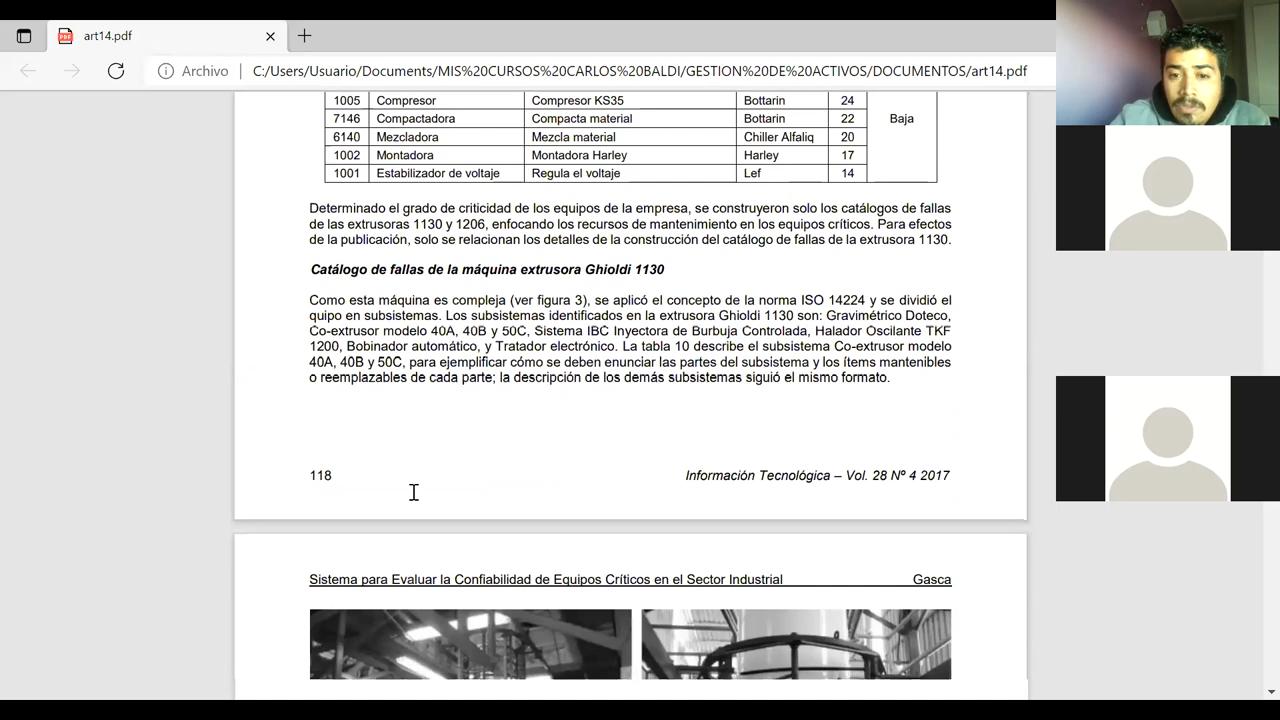 art14.pdf
Archivo
C:/Users/Usuario/Documents/MIS%20CURSOS%20CARLOS%20BALDI/GESTION%20DE%20ACTIVOS/DOCUMENTOS/art14.pdf
1005 Compresor Compresor KS35 Bottarin 24
7146 Compactadora Compacta material Bottarin 22 Baja
6140 Mezcladora Mezcla material Chiller Alfaliq 20
1002 Montadora Montadora Harley Harley 17
1001 Estabilizador de voltaje Regula el voltaje Lef 14
Determinado el grado de criticidad de los equipos de la empresa, se construyeron solo los catálogos de fallas
de las extrusoras 1130 y 1206, enfocando los recursos de mantenimiento en los equipos críticos. Para efectos
de la publicación, solo se relacionan los detalles de la construcción del catálogo de fallas de la extrusora 1130.
Catálogo de fallas de la máquina extrusora Ghioldi 1130
Como esta máquina es compleja (ver figura 3), se aplicó el concepto de la norma ISO 14224 y se dividió el
quipo en subsistemas. Los subsistemas identificados en la extrusora Ghioldi 1130 son: Gravimétrico Doteco,
Co-extrusor modelo 40A, 40B y 50C, Sistema IBC Inyectora de Burbuja Controlada, Halador Oscilante TKF
1200, Bobinador automático, y Tratador electrónico. La tabla 10 describe el subsistema Co-extrusor modelo
40A, 40B y 50C, para ejemplificar cómo se deben enunciar las partes del subsistema y los ítems mantenibles
o reemplazables de cada parte; la descripción de los demás subsistemas siguió el mismo formato.
118 Información Tecnológica – Vol. 28 Nº 4 2017
Sistema para Evaluar la Confiabilidad de Equipos Críticos en el Sector Industrial Gasca